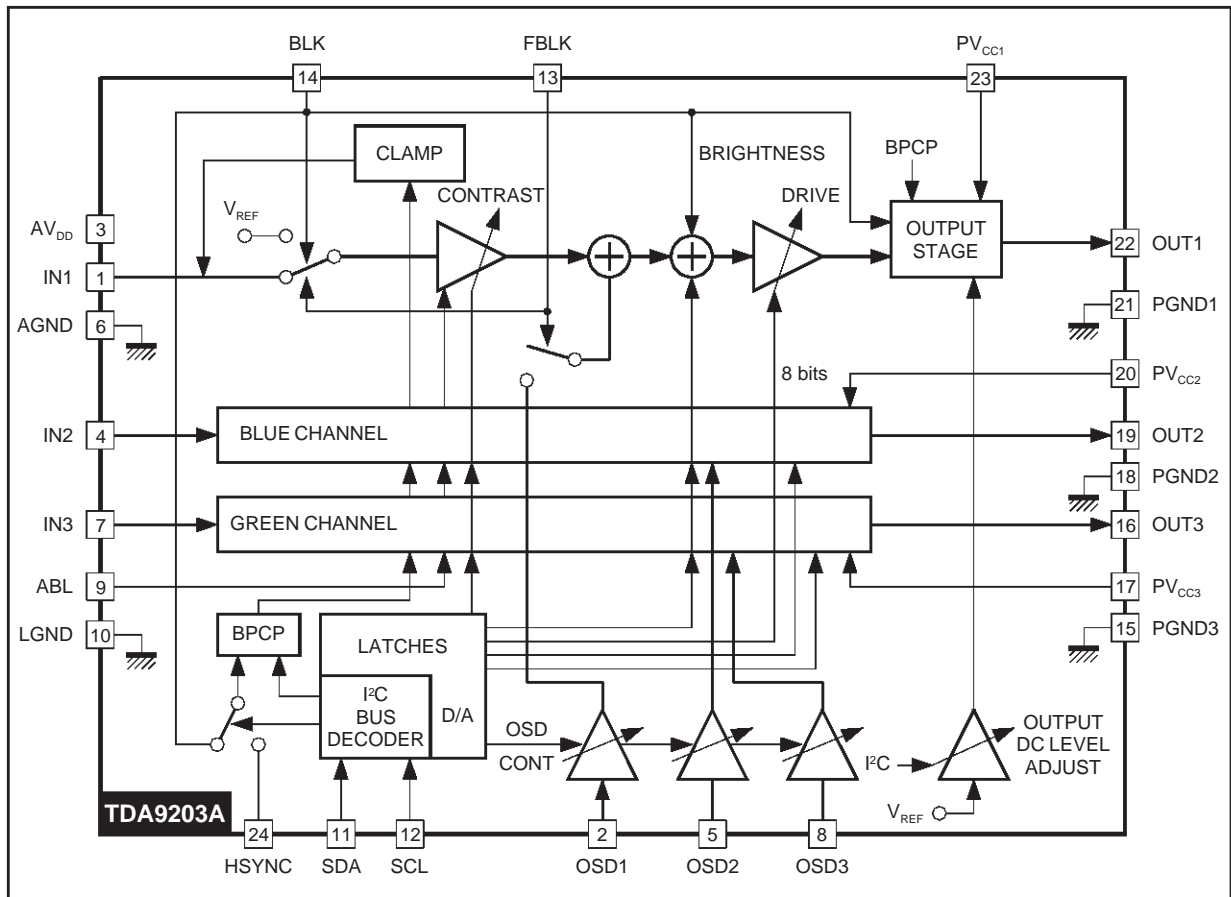 BLK
FBLK
PVCC1
14
13
23
CLAMP
BRIGHTNESS
BPCP
CONTRAST
DRIVE
VREF
AVDD
3
OUTPUT
STAGE
22
OUT1
IN1
1
21
PGND1
AGND
6
8 bits
20
PVCC2
IN2
4
BLUE CHANNEL
19
OUT2
18
PGND2
IN3
7
GREEN CHANNEL
16
OUT3
ABL
9
17
PVCC3
BPCP
LATCHES
15
PGND3
LGND
10
I²C
BUS
DECODER
D/A
OSD
CONT
I²C
OUTPUT
DC LEVEL
ADJUST
VREF
TDA9203A
24
11
12
2
5
8
HSYNC
SDA
SCL
OSD1
OSD2
OSD3